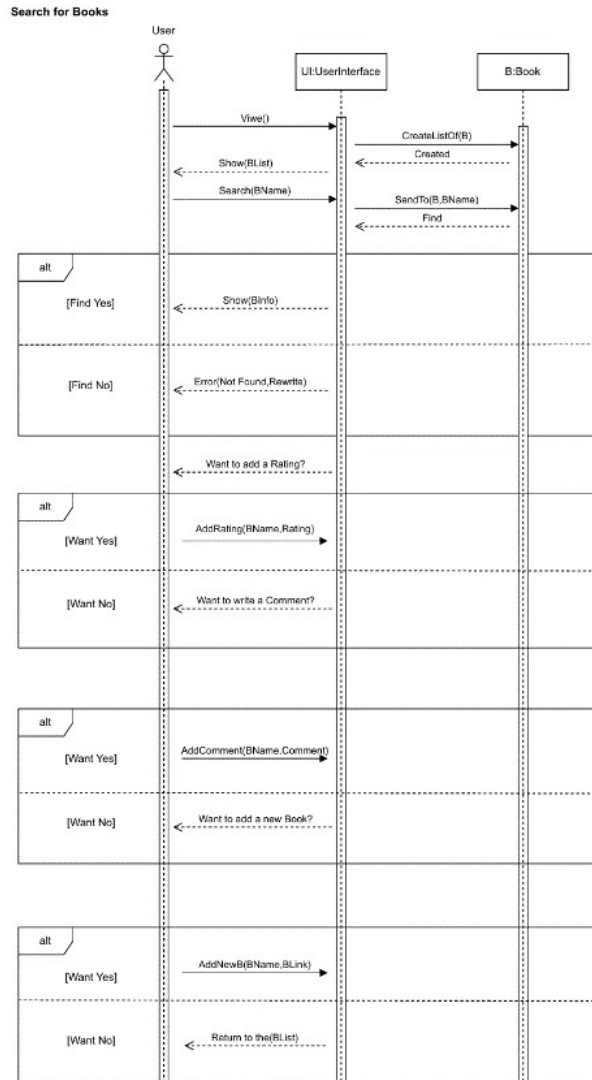 Search for Books
User
UI:UserInterface
B:Book
Viwe()
CreateListOf(B)
Created
Show(BList)
Search(BName)
SendTo(B,BName)
Find
alt
[Find Yes]
Show(BInfo)
[Find No]
Error(Not Found,Rewrite)
Want to add a Rating?
alt
[Want Yes]
AddRating(BName,Rating)
[Want No]
Want to write a Comment?
alt
[Want Yes]
AddComment(BName,Comment)
[Want No]
Want to add a new Book?
alt
[Want Yes]
AddNewB(BName,BLink)
[Want No]
Return to the(BList)